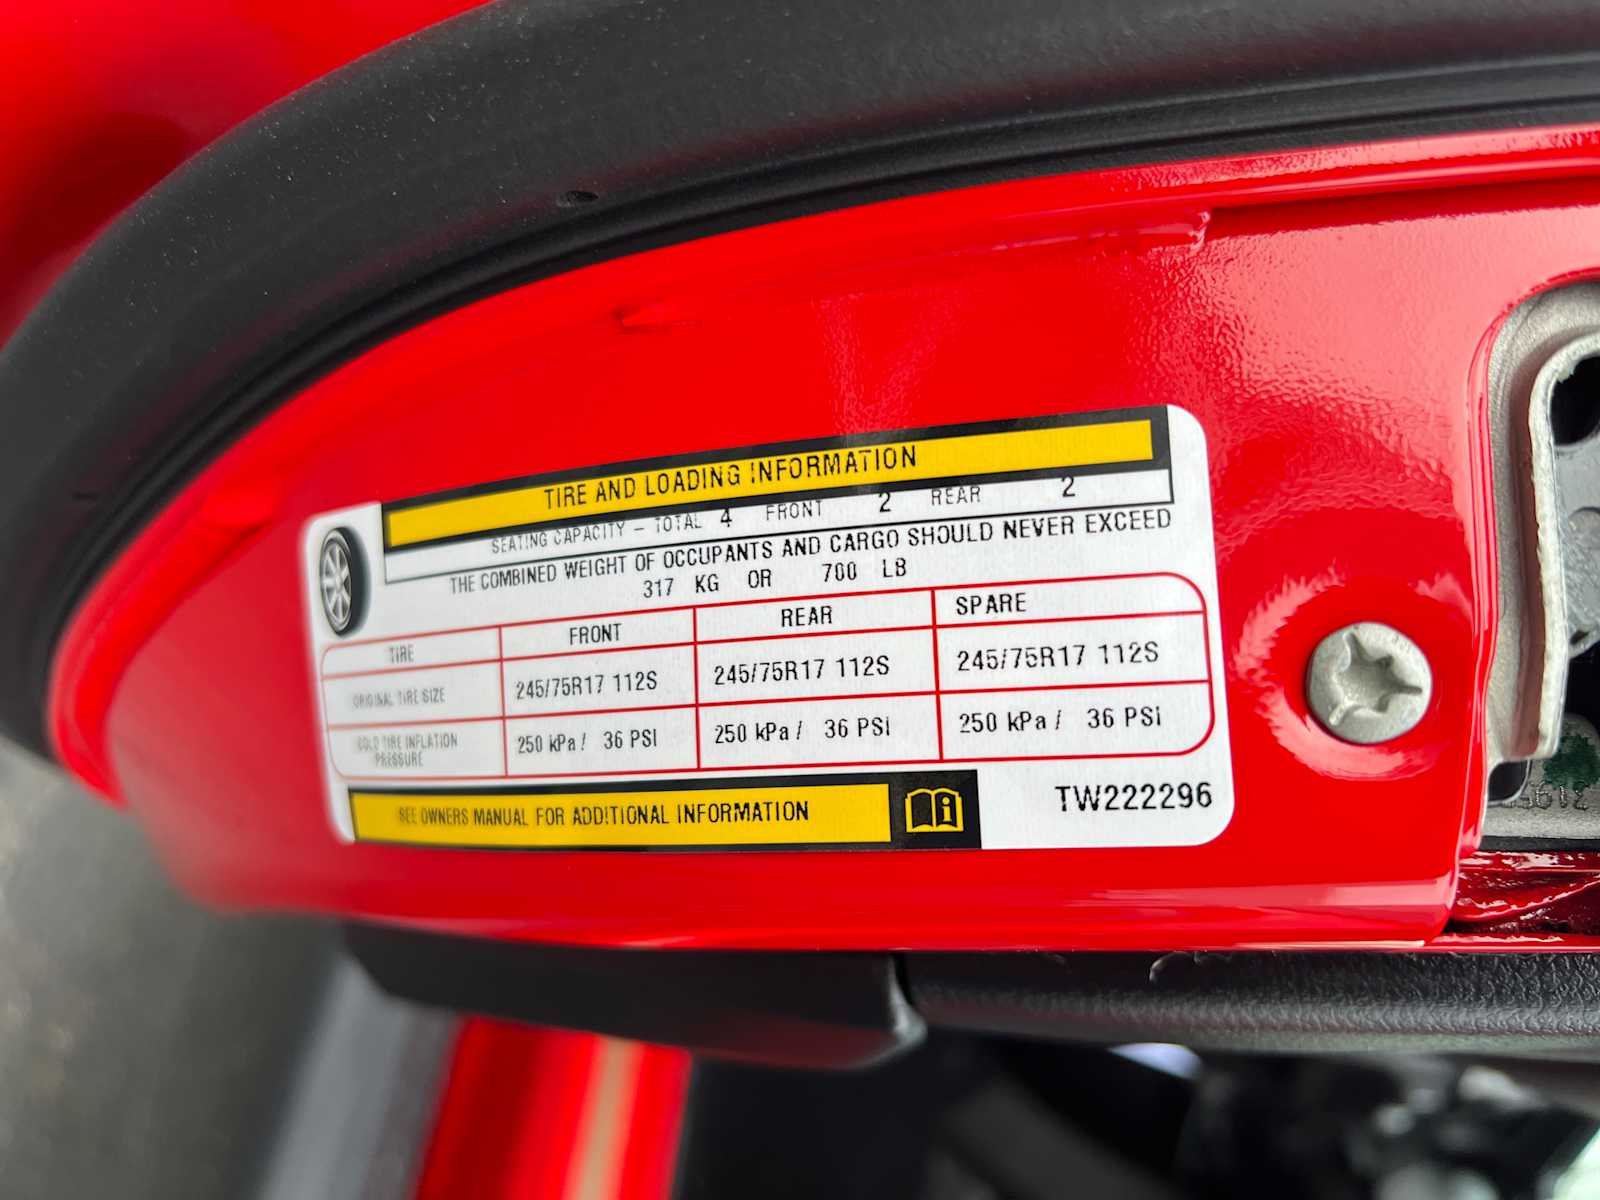 TIRE AND LOADING INFORMATION
SEATING CAPACITY - TOTAL 4 FRONT 2 REAR 2
THE COMBINED WEIGHT OF OCCUPANTS AND CARGO SHOULD NEVER EXCEED
317 KG OR 700 LB
TIRE FRONT REAR SPARE
ORIGINAL TIRE SIZE 245/75R17 112S 245/75R17 112S 245/75R17 112S
COLD TIRE INFLATION
PRESSURE 250 kPa / 36 PSI 250 kPa / 36 PSI 250 kPa / 36 PSI
SEE OWNERS MANUAL FOR ADDITIONAL INFORMATION
TW222296